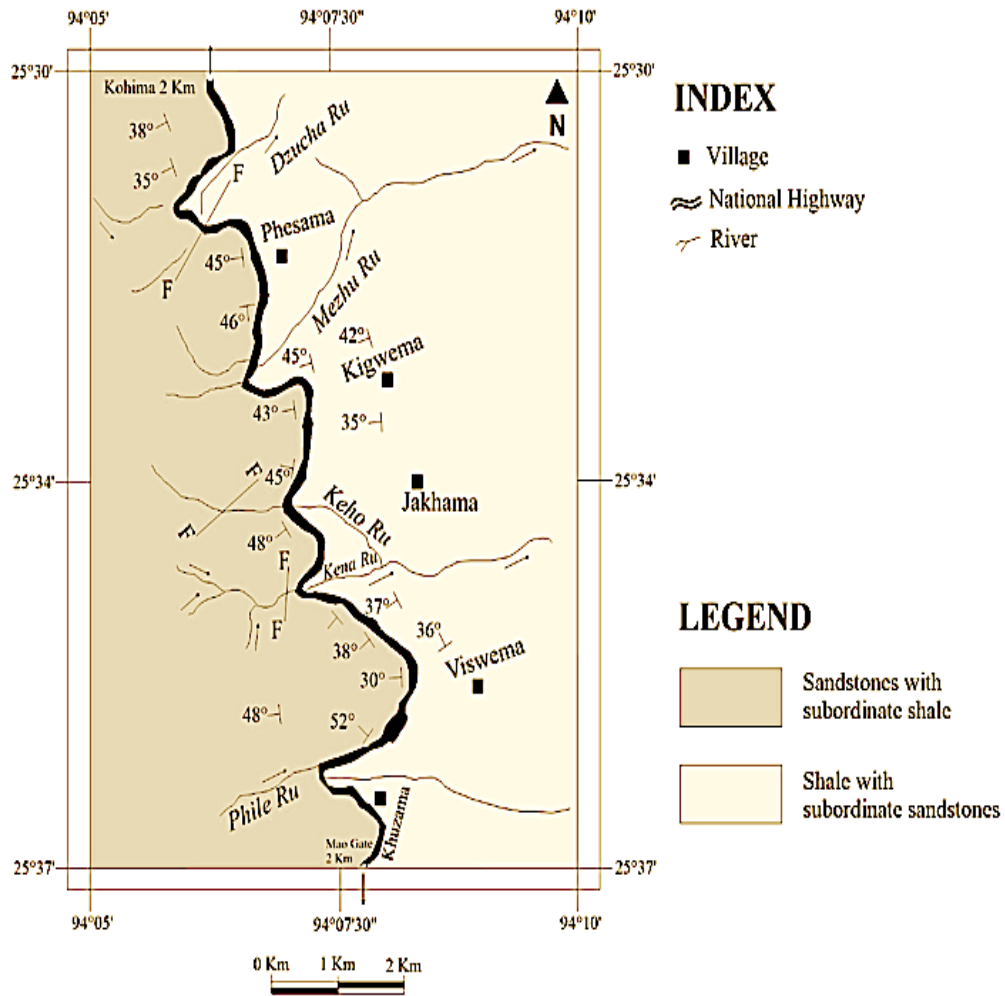 94°05'
94°07'30"
94°10'
25°30'
25°30'
Kohima 2 Km
N
38°
Dzucha Ru
35°
F
Phesama
45°
F
Mezhu Ru
46°
42°
45°
Kigwema
43°
35°
25°34'
25°34'
F
45°
Jakhama
Keho Ru
F
48°
F
Kena Ru
37°
F
36°
38°
Viswema
30°
48°
52°
Phile Ru
Khuzama
Mao Gate
2 Km
25°37'
25°37'
94°05'
94°07'30"
94°10'
0 Km 1 Km 2 Km
INDEX
Village
National Highway
River
LEGEND
Sandstones with
subordinate shale
Shale with
subordinate sandstones